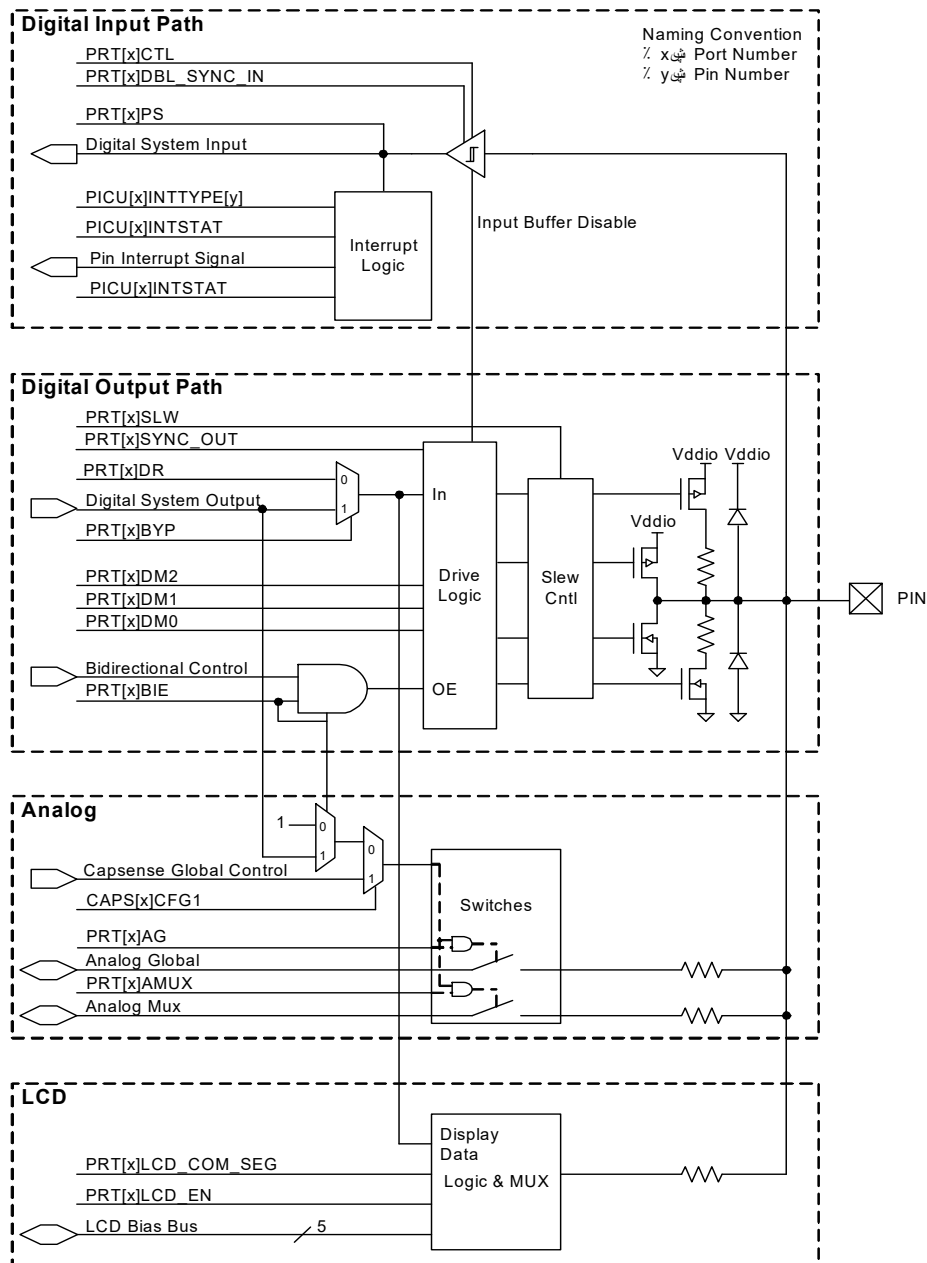 Digital Input Path
Naming Convention
x Port Number
y Pin Number
PRT[x]CTL
PRT[x]DBL_SYNC_IN
PRT[x]PS
Digital System Input
PICU[x]INTTYPE[y]
PICU[x]INTSTAT
Pin Interrupt Signal
PICU[x]INTSTAT
Interrupt
Logic
Input Buffer Disable
Digital Output Path
PRT[x]SLW
PRT[x]SYNC_OUT
PRT[x]DR
Digital System Output
PRT[x]BYP
0
1
PRT[x]DM2
PRT[x]DM1
PRT[x]DM0
Bidirectional Control
PRT[x]BIE
In
Drive
Logic
OE
Slew
Cntl
Vddio
Vddio
Vddio
PIN
Analog
1
0
1
0
1
Capsense Global Control
CAPS[x]CFG1
PRT[x]AG
Analog Global
PRT[x]AMUX
Analog Mux
Switches
LCD
Display
Data
Logic & MUX
PRT[x]LCD_COM_SEG
PRT[x]LCD_EN
LCD Bias Bus
5